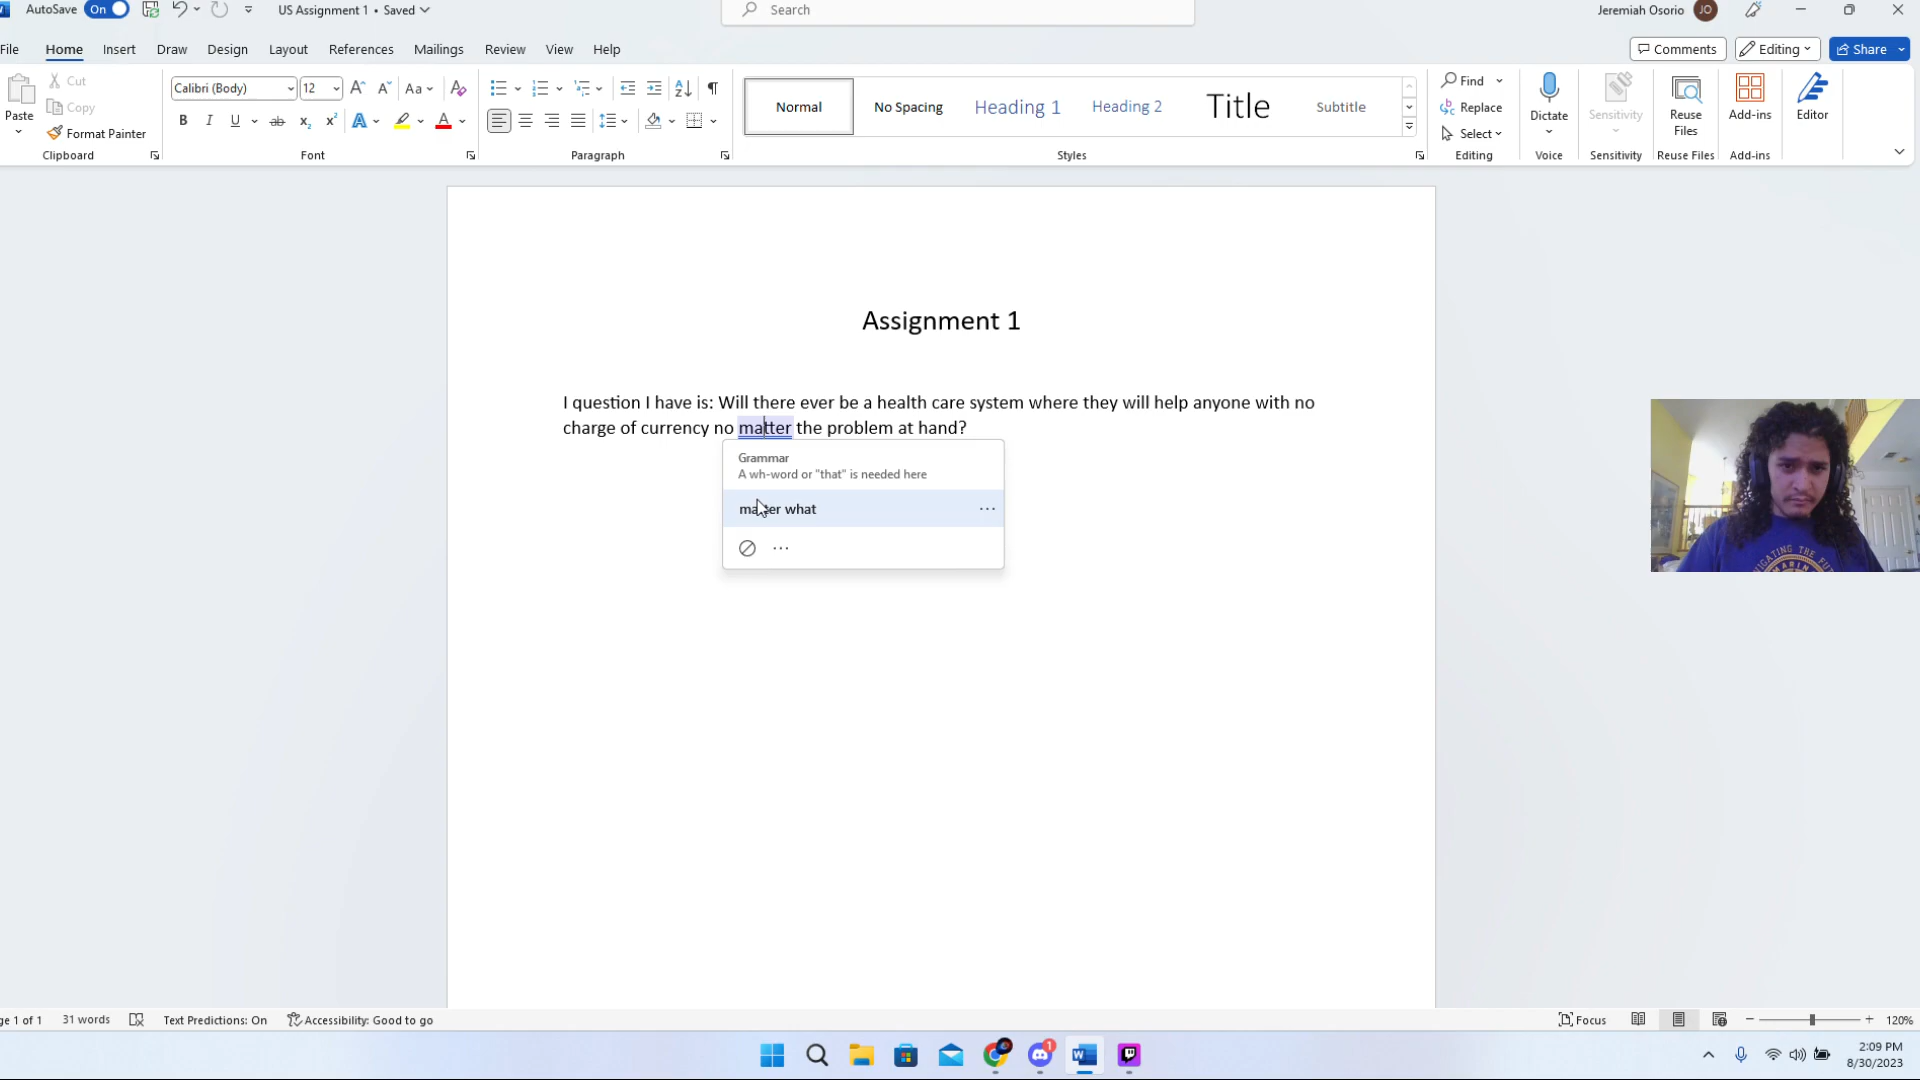 AutoSave On US Assignment 1 • Saved Search Jeremiah Osorio JO
File Home Insert Draw Design Layout References Mailings Review View Help Comments Editing Share
Paste Cut Copy Format Painter Clipboard
Calibri (Body) 12 Font
Paragraph
Normal No Spacing Heading 1 Heading 2 Title Subtitle Styles
Find Replace Select Editing
Dictate Voice
Sensitivity Sensitivity
Reuse Files Reuse Files
Add-ins Add-ins
Editor
Assignment 1
I question I have is: Will there ever be a health care system where they will help anyone with no
charge of currency no matter the problem at hand?
Grammar
A wh-word or "that" is needed here
matter what
MARIN
ge 1 of 1 31 words Text Predictions: On Accessibility: Good to go Focus 120%
1
2:09 PM
8/30/2023